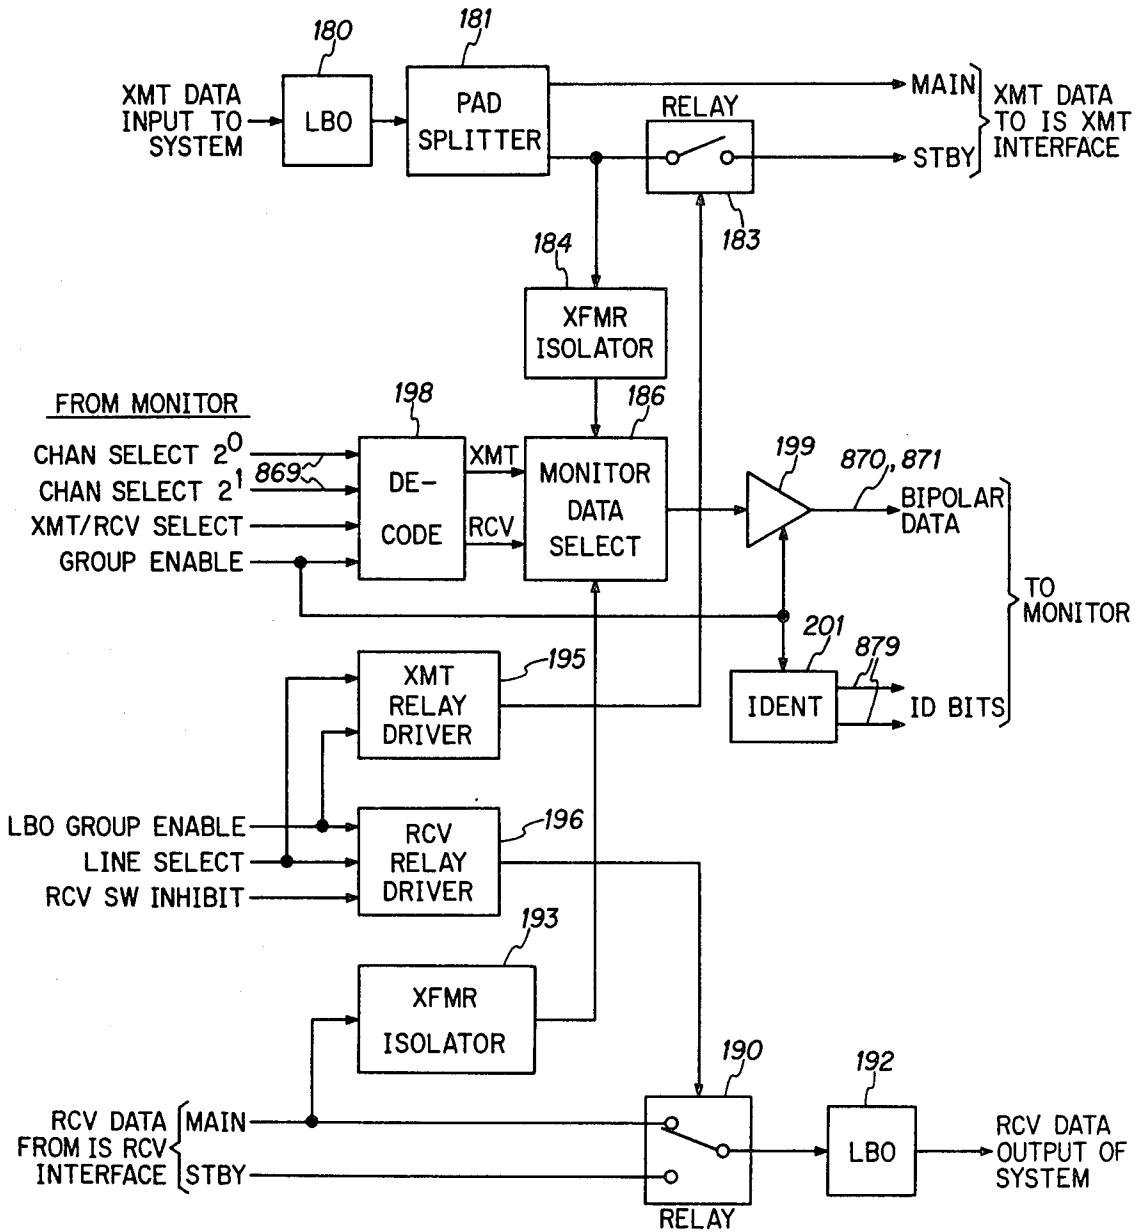 180
181
XMT DATA
INPUT TO
SYSTEM
LBO
PAD
SPLITTER
RELAY
MAIN
STBY
XMT DATA
TO IS XMT
INTERFACE
183
184
XFMR
ISOLATOR
FROM MONITOR
198
186
CHAN SELECT 2^0
869
CHAN SELECT 2^1
XMT/RCV SELECT
GROUP ENABLE
DE-
CODE
XMT
RCV
MONITOR
DATA
SELECT
199
870, 871
BIPOLAR
DATA
TO
MONITOR
201
879
IDENT
ID BITS
195
XMT
RELAY
DRIVER
LBO GROUP ENABLE
LINE SELECT
RCV SW INHIBIT
196
RCV
RELAY
DRIVER
193
XFMR
ISOLATOR
190
192
RCV DATA
FROM IS RCV
INTERFACE
MAIN
STBY
LBO
RCV DATA
OUTPUT OF
SYSTEM
RELAY